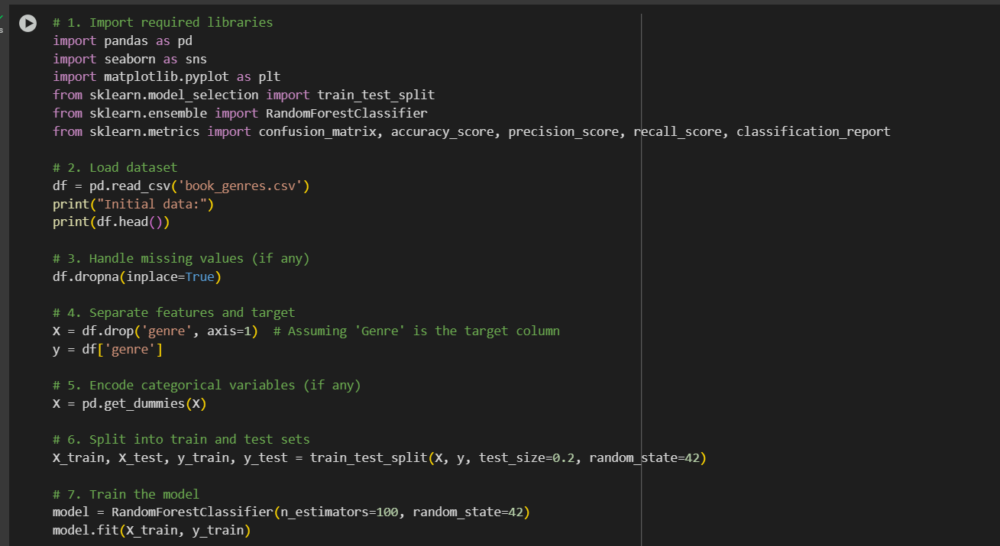 # 1. Import required libraries
import pandas as pd
import seaborn as sns
import matplotlib.pyplot as plt
from sklearn.model_selection import train_test_split
from sklearn.ensemble import RandomForestClassifier
from sklearn.metrics import confusion_matrix, accuracy_score, precision_score, recall_score, classification_report
# 2. Load dataset
df = pd.read_csv('book_genres.csv')
print("Initial data:")
print(df.head())
# 3. Handle missing values (if any)
df.dropna(inplace=True)
# 4. Separate features and target
X = df.drop('genre', axis=1)  # Assuming 'Genre' is the target column
y = df['genre']
# 5. Encode categorical variables (if any)
X = pd.get_dummies(X)
# 6. Split into train and test sets
X_train, X_test, y_train, y_test = train_test_split(X, y, test_size=0.2, random_state=42)
# 7. Train the model
model = RandomForestClassifier(n_estimators=100, random_state=42)
model.fit(X_train, y_train)